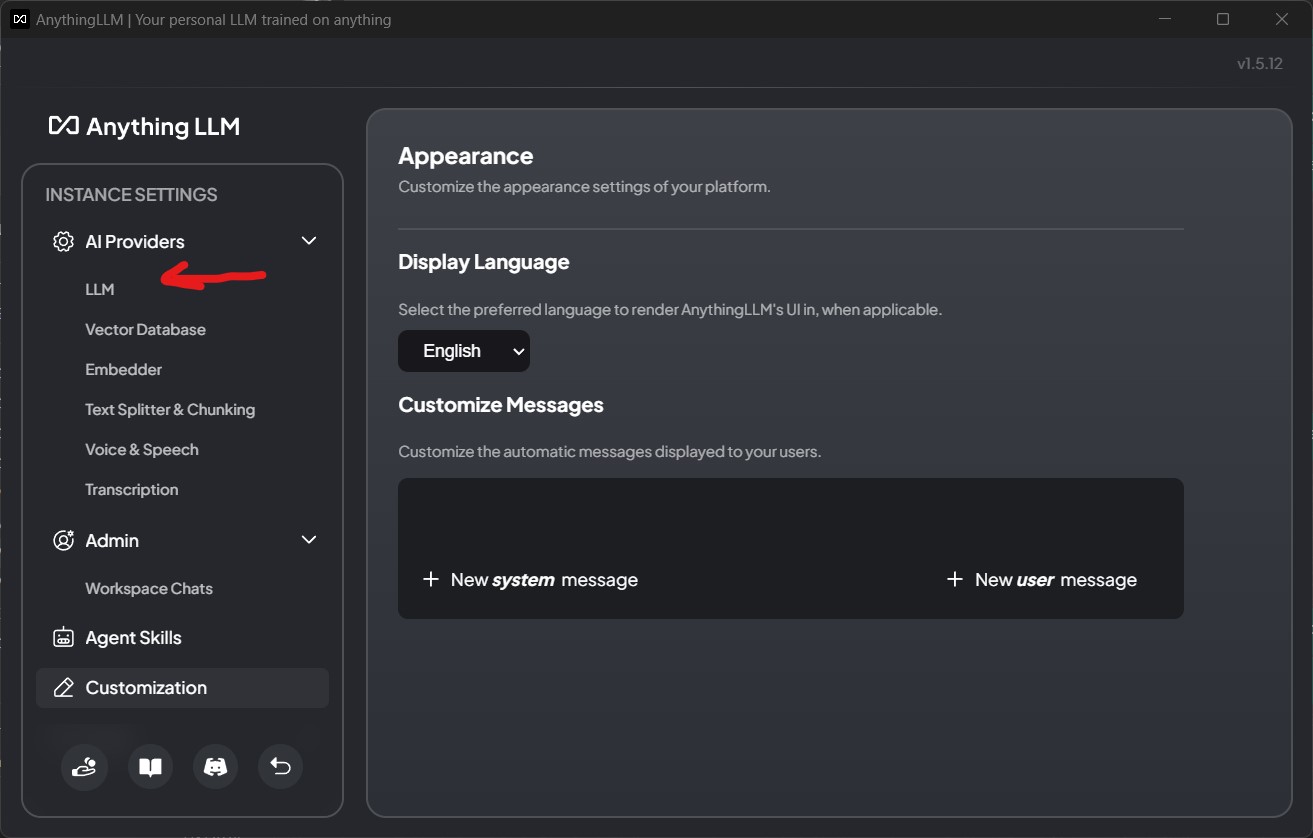 AnythingLLM | Your personal LLM trained on anything
v1.5.12
Anything LLM
INSTANCE SETTINGS
AI Providers
LLM
Vector Database
Embedder
Text Splitter & Chunking
Voice & Speech
Transcription
Admin
Workspace Chats
Agent Skills
Customization
Appearance
Customize the appearance settings of your platform.
Display Language
Select the preferred language to render AnythingLLM's UI in, when applicable.
English
Customize Messages
Customize the automatic messages displayed to your users.
New system message
New user message